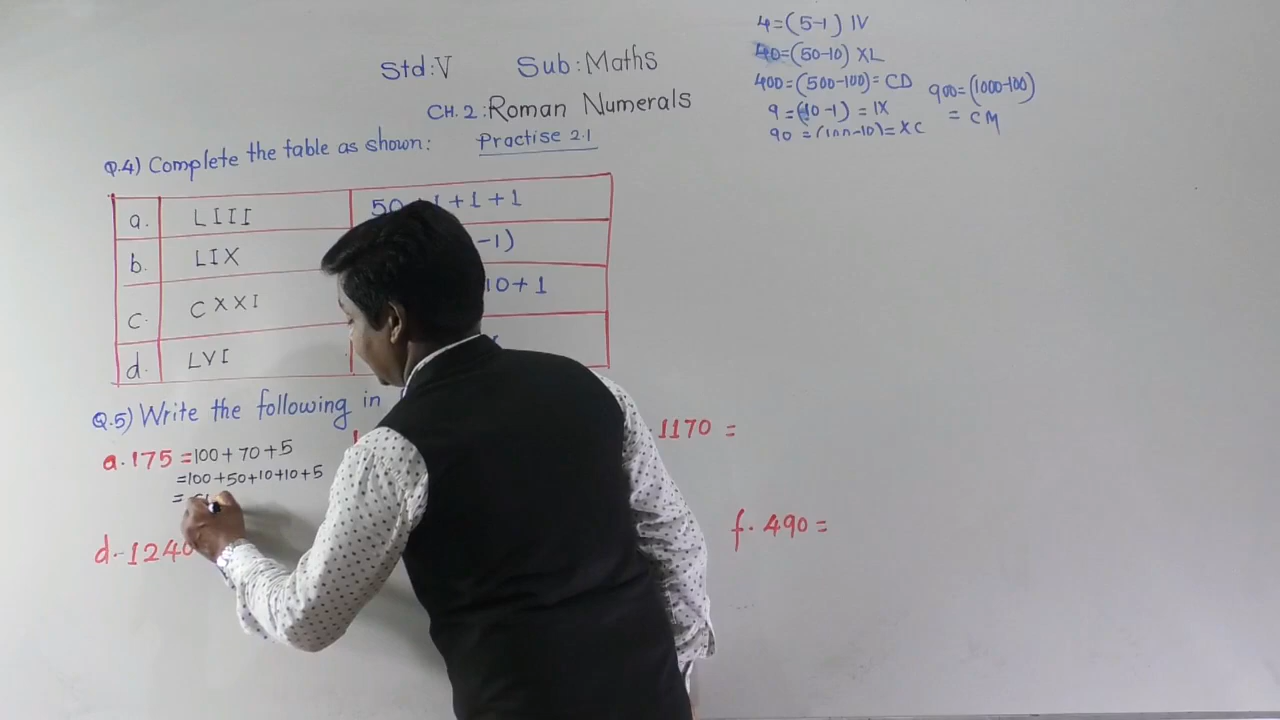 Std:V Sub:Maths
CH.2:Roman Numerals
Practise 2.1
4=(5-1) IV
40=(50-10) XL
400=(500-100)=CD
9=(10-1)=IX
90=(100-10)=XC
900=(1000-100)
=CM
Q.4) Complete the table as shown:
a. LIII 50+1+1+1
b. LIX -1)
c. CXXI 10+1
d. LVI
Q.5) Write the following in
a. 175=100+70+5
=100+50+10+10+5
=
1170=
d. 1240
f. 490=